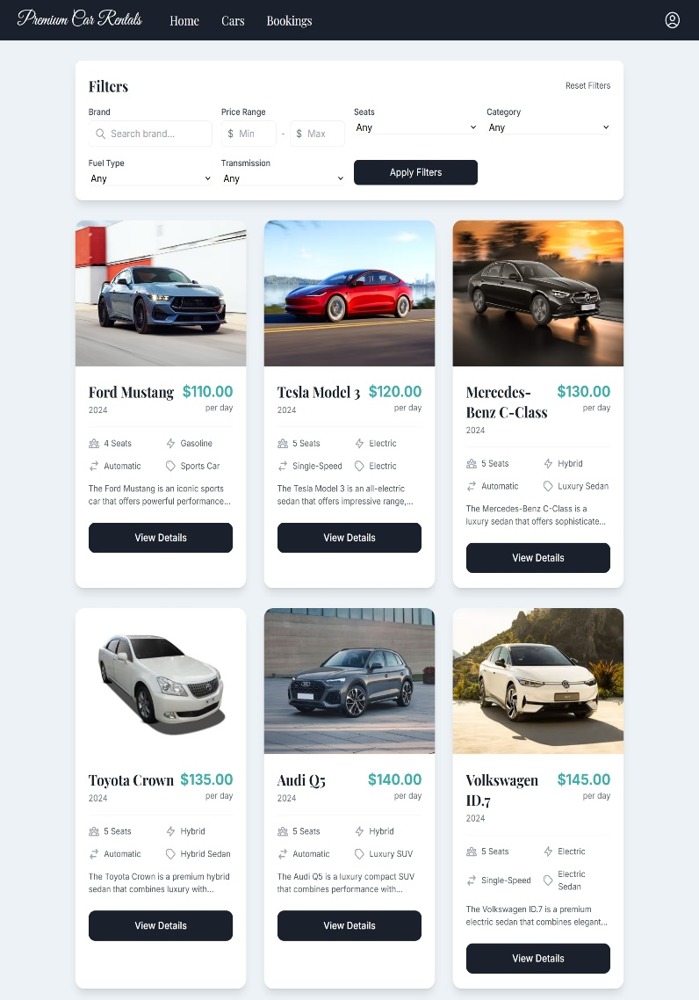 Premium Car Rentals
Home
Cars
Bookings
Filters
Reset Filters
Brand
Price Range
Seats
Category
Search brand...
$ Min
-
$ Max
Any
Any
Fuel Type
Transmission
Any
Any
Apply Filters
Ford Mustang
$110.00
2024
per day
4 Seats
Gasoline
Automatic
Sports Car
The Ford Mustang is an iconic sports
car that offers powerful performance...
View Details
Tesla Model 3
$120.00
2024
per day
5 Seats
Electric
Single-Speed
Electric
The Tesla Model 3 is an all-electric
sedan that offers impressive range,...
View Details
Mercedes-
Benz C-Class
$130.00
per day
2024
5 Seats
Hybrid
Automatic
Luxury Sedan
The Mercedes-Benz C-Class is a
luxury sedan that offers sophisticate...
View Details
Toyota Crown
$135.00
2024
per day
5 Seats
Hybrid
Automatic
Hybrid Sedan
The Toyota Crown is a premium hybrid
sedan that combines luxury with...
View Details
Audi Q5
$140.00
2024
per day
5 Seats
Hybrid
Automatic
Luxury SUV
The Audi Q5 is a luxury compact SUV
that combines performance with...
View Details
Volkswagen
ID.7
$145.00
per day
2024
5 Seats
Electric
Single-Speed
Electric
Sedan
The Volkswagen ID.7 is a premium
electric sedan that combines elegant...
View Details